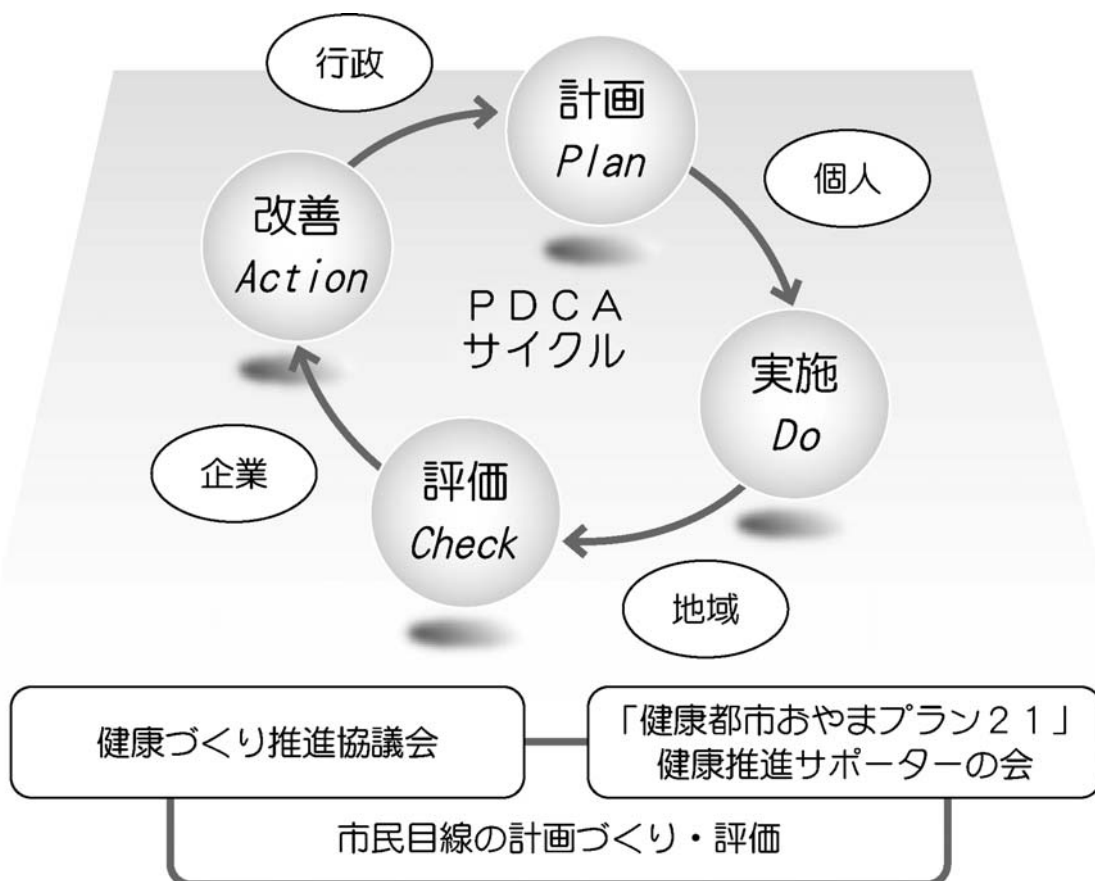 行政
計画
Plan
個人
改善
Action
ＰＤＣＡ
サイクル
実施
Do
企業
評価
Check
地域
健康づくり推進協議会
「健康都市おやまプラン２１」
健康推進サポーターの会
市民目線の計画づくり・評価